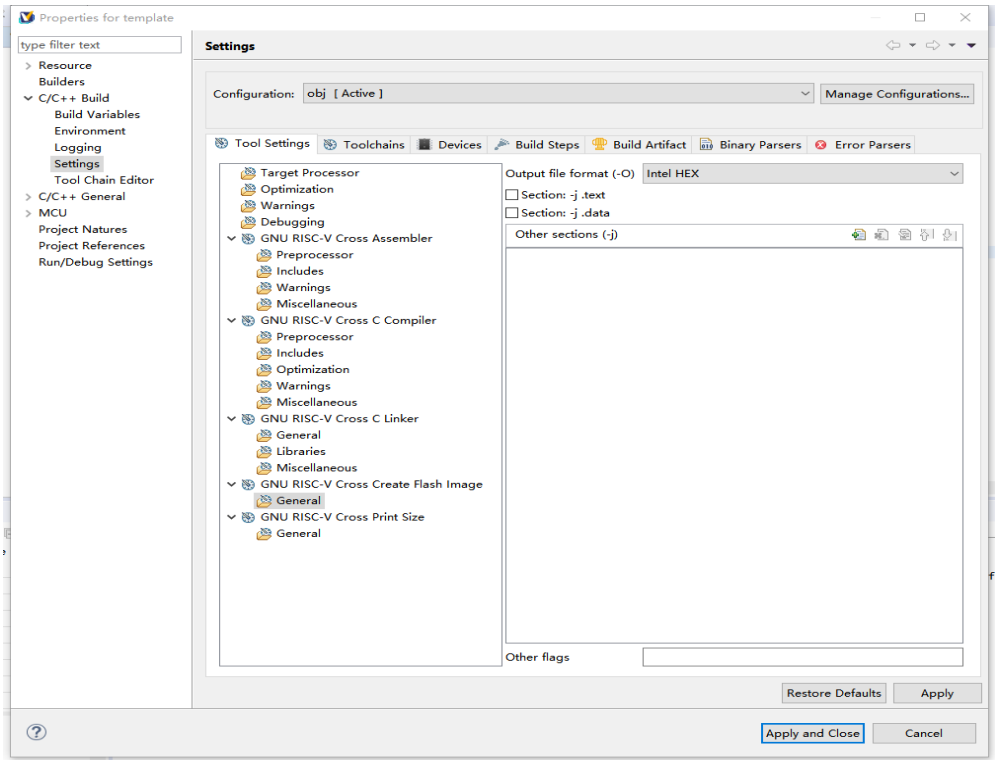 Properties for template
type filter text
Settings
Resource
Builders
C/C++ Build
Build Variables
Environment
Logging
Settings
Tool Chain Editor
C/C++ General
MCU
Project Natures
Project References
Run/Debug Settings
Configuration: obj [ Active ] Manage Configurations...
Tool Settings Toolchains Devices Build Steps Build Artifact Binary Parsers Error Parsers
Target Processor
Optimization
Warnings
Debugging
GNU RISC-V Cross Assembler
Preprocessor
Includes
Warnings
Miscellaneous
GNU RISC-V Cross C Compiler
Preprocessor
Includes
Optimization
Warnings
Miscellaneous
GNU RISC-V Cross C Linker
General
Libraries
Miscellaneous
GNU RISC-V Cross Create Flash Image
General
GNU RISC-V Cross Print Size
General
Output file format (-O) Intel HEX
Section: -j .text
Section: -j .data
Other sections (-j)
Other flags
Restore Defaults Apply
Apply and Close Cancel